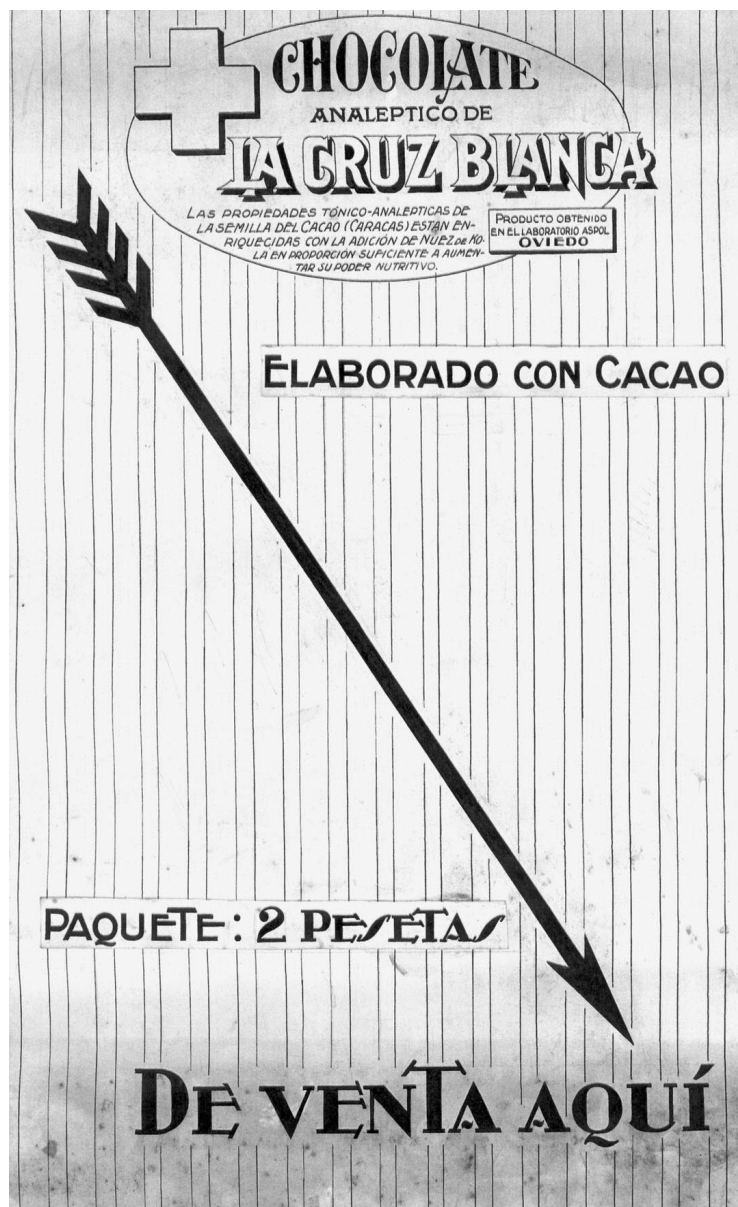 CHOCOLATE
ANALEPTICO DE
LA CRUZ BLANCA
LAS PROPIEDADES TÓNICO-ANALEPTICAS DE
LA SEMILLA DEL CACAO (CARACAS) ESTAN EN-
RIQUECIDAS CON LA ADICIÓN DE NUEZ DE KO-
LA EN PROPORCIÓN SUFICIENTE A AUMEN-
TAR SU PODER NUTRITIVO.
PRODUCTO OBTENIDO
EN EL LABORATORIO ASPOL
OVIEDO
ELABORADO CON CACAO
PAQUETE: 2 PESETAS
DE VENTA AQUÍ